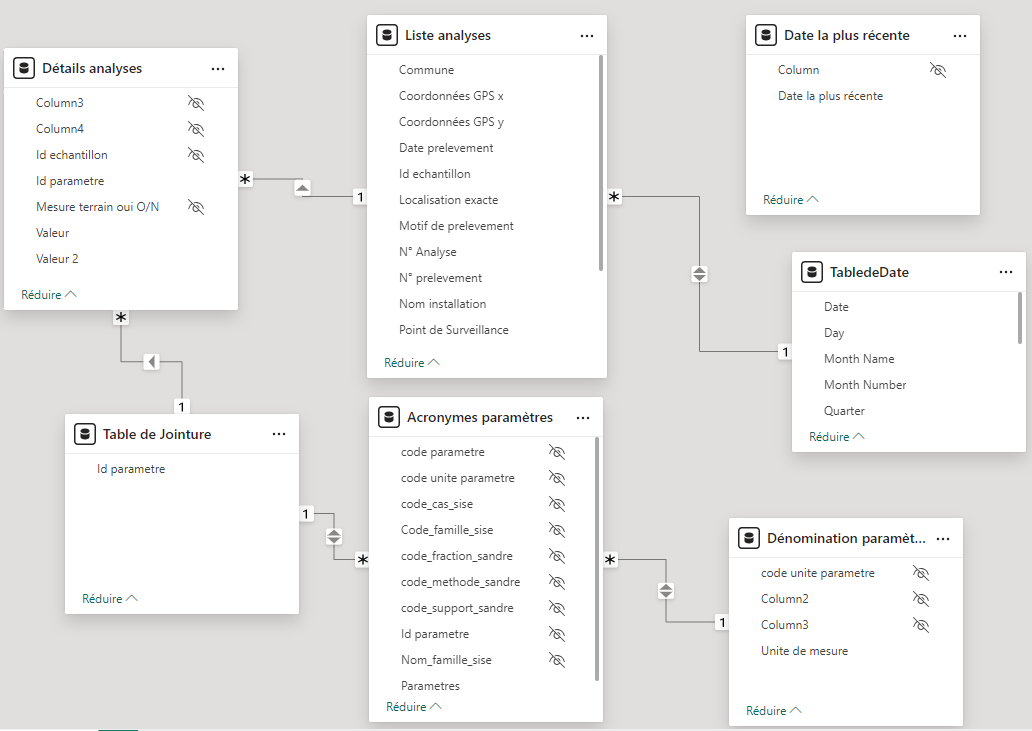 Détails analyses
...
Column3
Column4
Id echantillon
Id parametre
Mesure terrain oui O/N
Valeur
Valeur 2
Réduire
*
1
Liste analyses
...
Commune
Coordonnées GPS x
Coordonnées GPS y
Date prelevement
Id echantillon
Localisation exacte
Motif de prelevement
N° Analyse
N° prelevement
Nom installation
Point de Surveillance
Réduire
*
1
Date la plus récente
...
Column
Date la plus récente
Réduire
TabledeDate
...
Date
Day
Month Name
Month Number
Quarter
Réduire
*
1
Table de Jointure
...
Id parametre
Réduire
1
*
Acronymes paramètres
...
code parametre
code unite parametre
code_cas_sise
Code_famille_sise
code_fraction_sandre
code_methode_sandre
code_support_sandre
Id parametre
Nom_famille_sise
Parametres
Réduire
*
1
Dénomination paramèt...
...
code unite parametre
Column2
Column3
Unite de mesure
Réduire